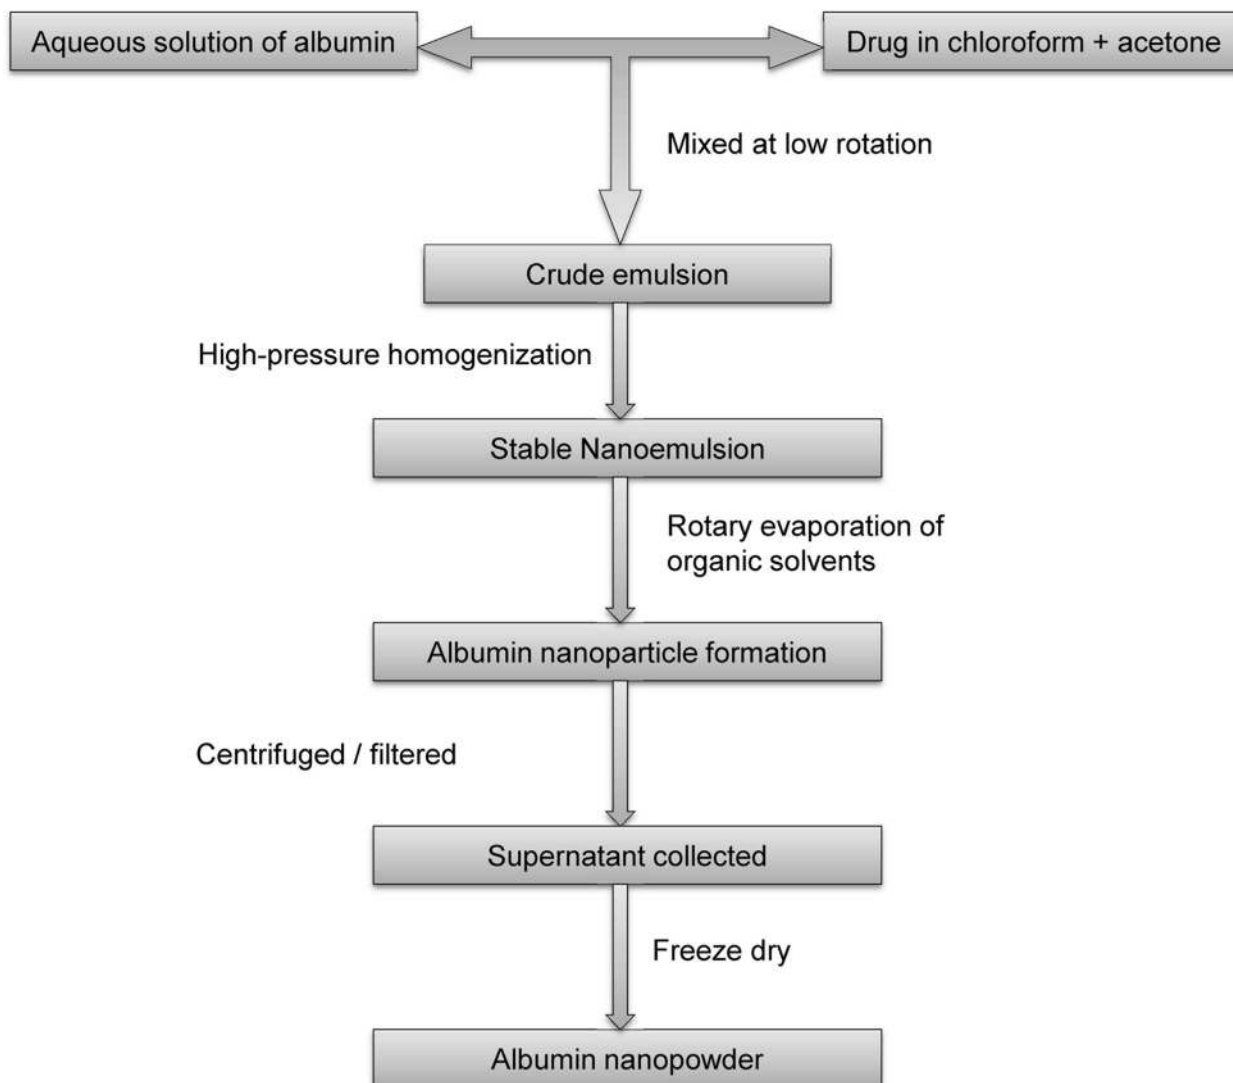 Aqueous solution of albumin
Drug in chloroform + acetone
Mixed at low rotation
Crude emulsion
High-pressure homogenization
Stable Nanoemulsion
Rotary evaporation of
organic solvents
Albumin nanoparticle formation
Centrifuged / filtered
Supernatant collected
Freeze dry
Albumin nanopowder